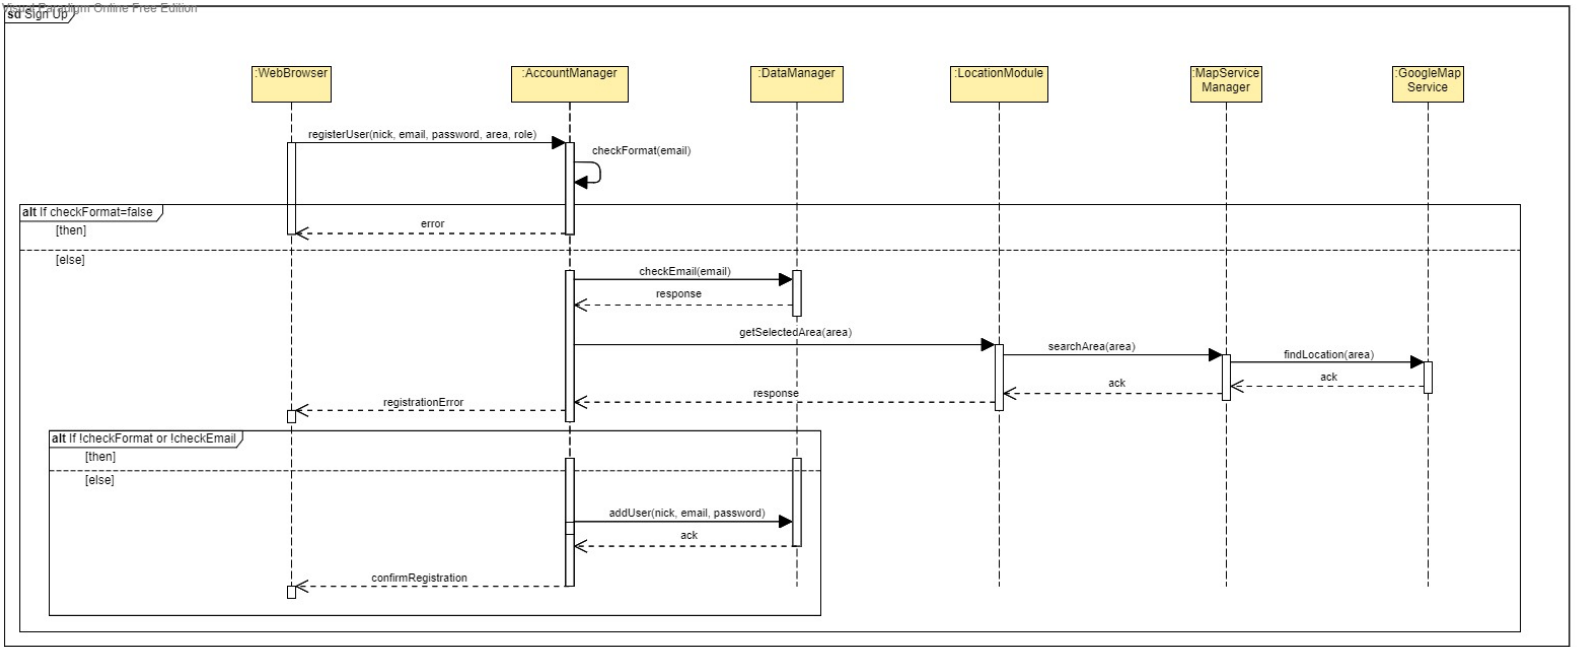 Visual Paradigm Online Free Edition
sd Sign Up
:WebBrowser
:AccountManager
:DataManager
:LocationModule
:MapService
Manager
:GoogleMap
Service
registerUser(nick, email, password, area, role)
checkFormat(email)
alt If checkFormat=false
[then]
error
[else]
checkEmail(email)
response
getSelectedArea(area)
searchArea(area)
findLocation(area)
ack
ack
response
registrationError
alt If !checkFormat or !checkEmail
[then]
[else]
addUser(nick, email, password)
ack
confirmRegistration